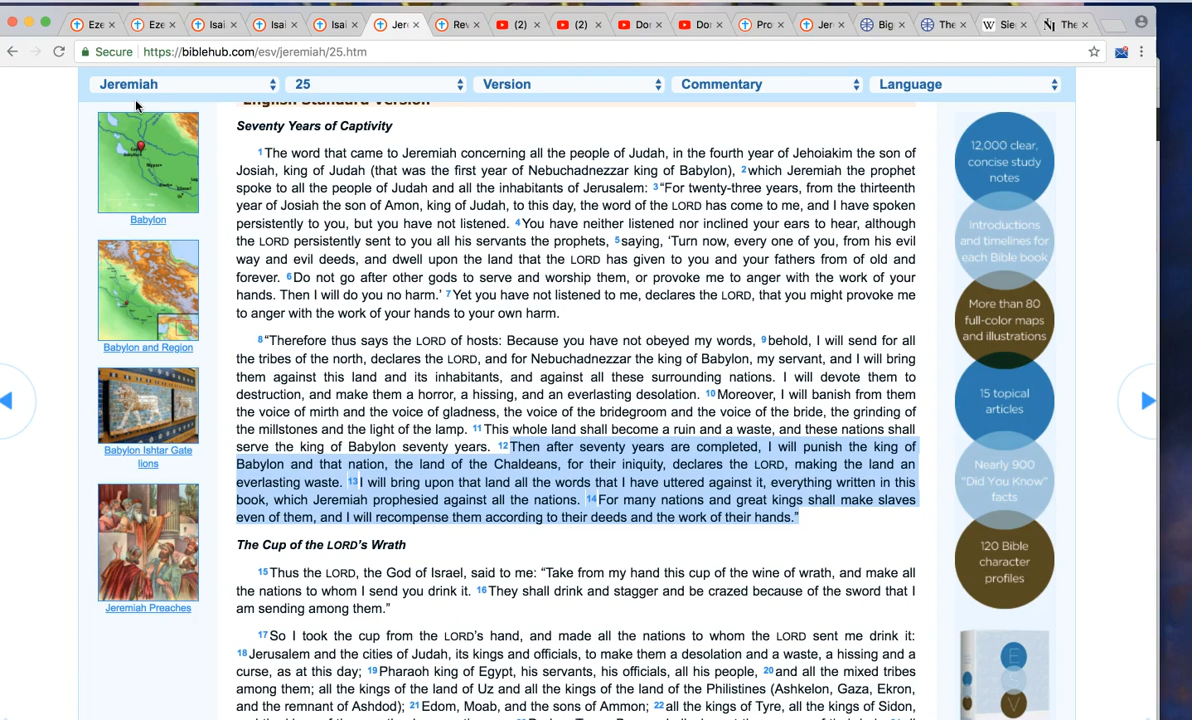 Eze
Eze
Isai
Isai
Isai
Jer
Rev
(2)
(2)
Dor
Dor
Pro
Jer
Big
The
Sie
The
Secure
https://biblehub.com/esv/jeremiah/25.htm
Jeremiah
25
Version
Commentary
Language
English Standard Version
Seventy Years of Captivity
1The word that came to Jeremiah concerning all the people of Judah, in the fourth year of Jehoiakim the son of
Josiah, king of Judah (that was the first year of Nebuchadnezzar king of Babylon), 2which Jeremiah the prophet
spoke to all the people of Judah and all the inhabitants of Jerusalem: 3“For twenty-three years, from the thirteenth
year of Josiah the son of Amon, king of Judah, to this day, the word of the LORD has come to me, and I have spoken
persistently to you, but you have not listened. 4You have neither listened nor inclined your ears to hear, although
the LORD persistently sent to you all his servants the prophets, 5saying, ‘Turn now, every one of you, from his evil
way and evil deeds, and dwell upon the land that the LORD has given to you and your fathers from of old and
forever. 6Do not go after other gods to serve and worship them, or provoke me to anger with the work of your
hands. Then I will do you no harm.’ 7Yet you have not listened to me, declares the LORD, that you might provoke me
to anger with the work of your hands to your own harm.
8“Therefore thus says the LORD of hosts: Because you have not obeyed my words, 9behold, I will send for all
the tribes of the north, declares the LORD, and for Nebuchadnezzar the king of Babylon, my servant, and I will bring
them against this land and its inhabitants, and against all these surrounding nations. I will devote them to
destruction, and make them a horror, a hissing, and an everlasting desolation. 10Moreover, I will banish from them
the voice of mirth and the voice of gladness, the voice of the bridegroom and the voice of the bride, the grinding of
the millstones and the light of the lamp. 11This whole land shall become a ruin and a waste, and these nations shall
serve the king of Babylon seventy years. 12Then after seventy years are completed, I will punish the king of
Babylon and that nation, the land of the Chaldeans, for their iniquity, declares the LORD, making the land an
everlasting waste. 13I will bring upon that land all the words that I have uttered against it, everything written in this
book, which Jeremiah prophesied against all the nations. 14For many nations and great kings shall make slaves
even of them, and I will recompense them according to their deeds and the work of their hands.”
The Cup of the LORD’s Wrath
15Thus the LORD, the God of Israel, said to me: “Take from my hand this cup of the wine of wrath, and make all
the nations to whom I send you drink it. 16They shall drink and stagger and be crazed because of the sword that I
am sending among them.”
17So I took the cup from the LORD’s hand, and made all the nations to whom the LORD sent me drink it:
18Jerusalem and the cities of Judah, its kings and officials, to make them a desolation and a waste, a hissing and a
curse, as at this day; 19Pharaoh king of Egypt, his servants, his officials, all his people, 20and all the mixed tribes
among them; all the kings of the land of Uz and all the kings of the land of the Philistines (Ashkelon, Gaza, Ekron,
and the remnant of Ashdod); 21Edom, Moab, and the sons of Ammon; 22all the kings of Tyre, all the kings of Sidon,
Babylon
Babylon and Region
Babylon Ishtar Gate
lions
Jeremiah Preaches
12,000 clear,
concise study
notes
Introductions
and timelines for
each Bible book
More than 80
full-color maps
and illustrations
15 topical
articles
Nearly 900
“Did You Know”
facts
120 Bible
character
profiles
E
S
V